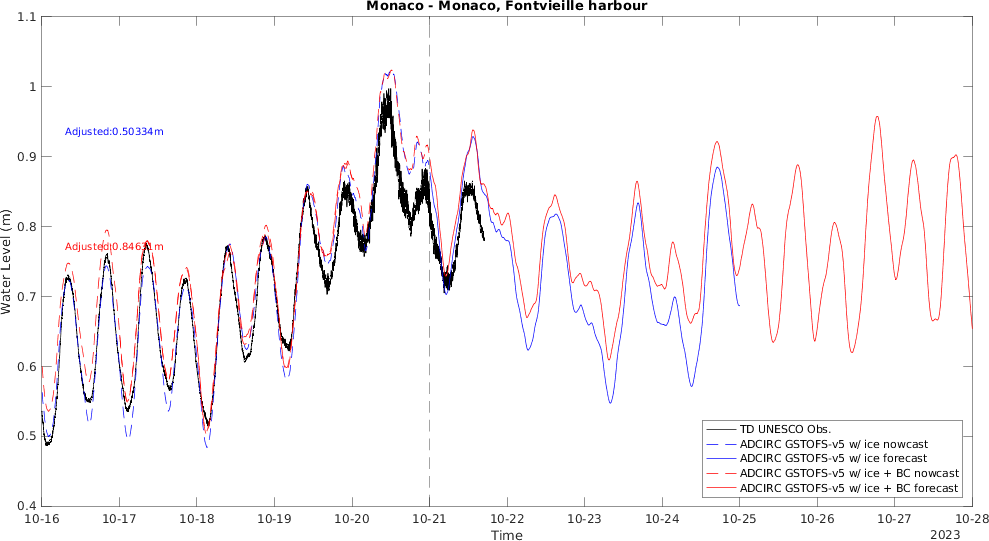 Monaco - Monaco, Fontvieille harbour
1.1
1
0.9
0.8
0.7
0.6
0.5
0.4
Water Level (m)
Adjusted:0.50334m
TD UNESCO Obs.
ADCIRC GSTOFS-v5 w/ ice nowcast
ADCIRC GSTOFS-v5 w/ ice forecast
ADCIRC GSTOFS-v5 w/ ice + BC nowcast
ADCIRC GSTOFS-v5 w/ ice + BC forecast
10-16 10-17 10-18 10-19 10-20 10-21 10-22 10-23 10-24 10-25 10-26 10-27 10-28
Time
2023